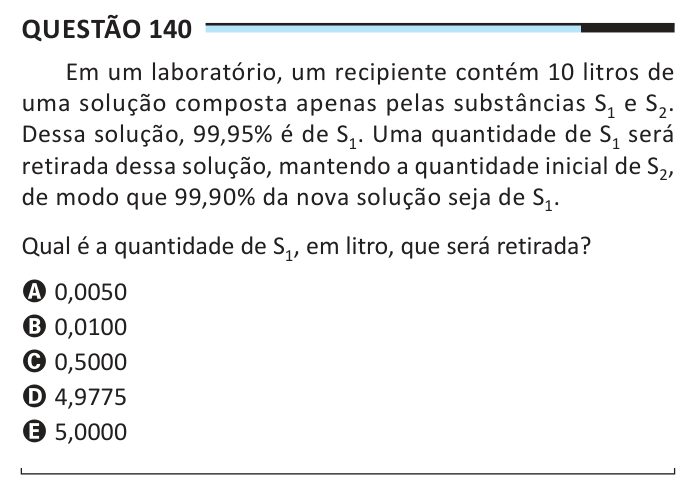 QUESTÃO 140
Em um laboratório, um recipiente contém 10 litros de
uma solução composta apenas pelas substâncias S₁ e S₂.
Dessa solução, 99,95% é de S₁. Uma quantidade de S₁ será
retirada dessa solução, mantendo a quantidade inicial de S₂,
de modo que 99,90% da nova solução seja de S₁.
Qual é a quantidade de S₁, em litro, que será retirada?
A 0,0050
B 0,0100
C 0,5000
D 4,9775
E 5,0000